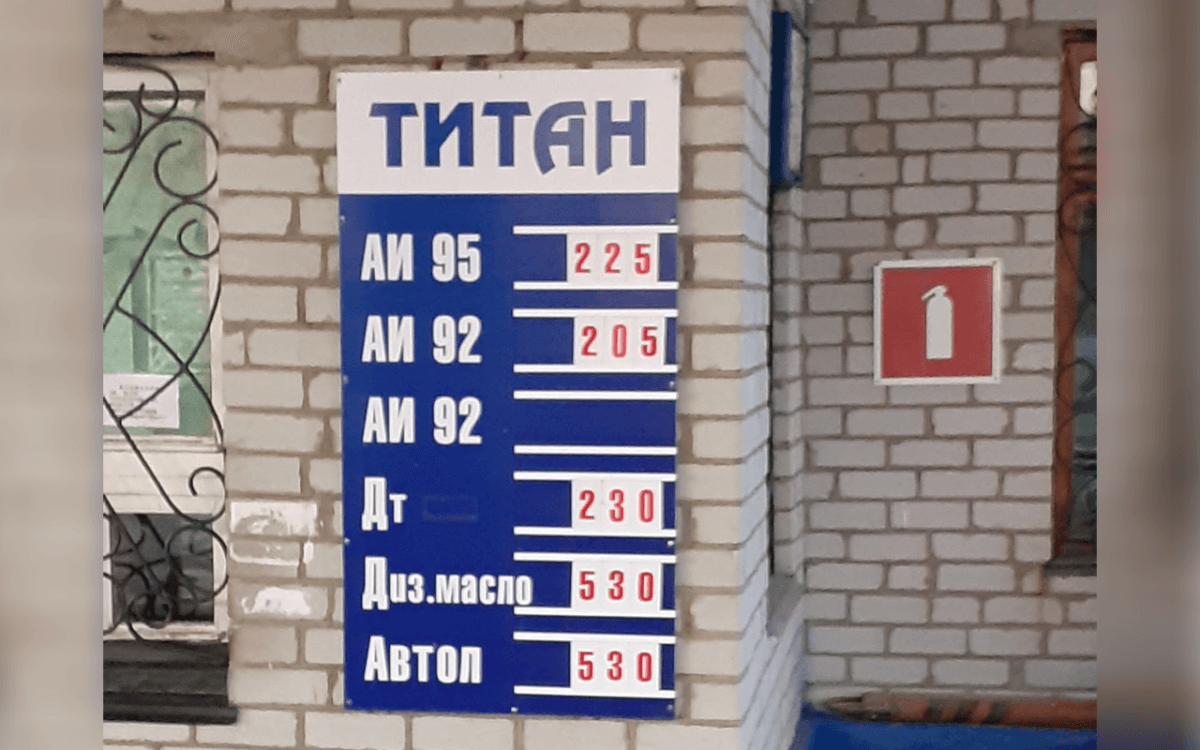 ТИТАН
АИ 95 225
АИ 92 205
АИ 92
Дт 230
Диз.масло 530
Автол 530